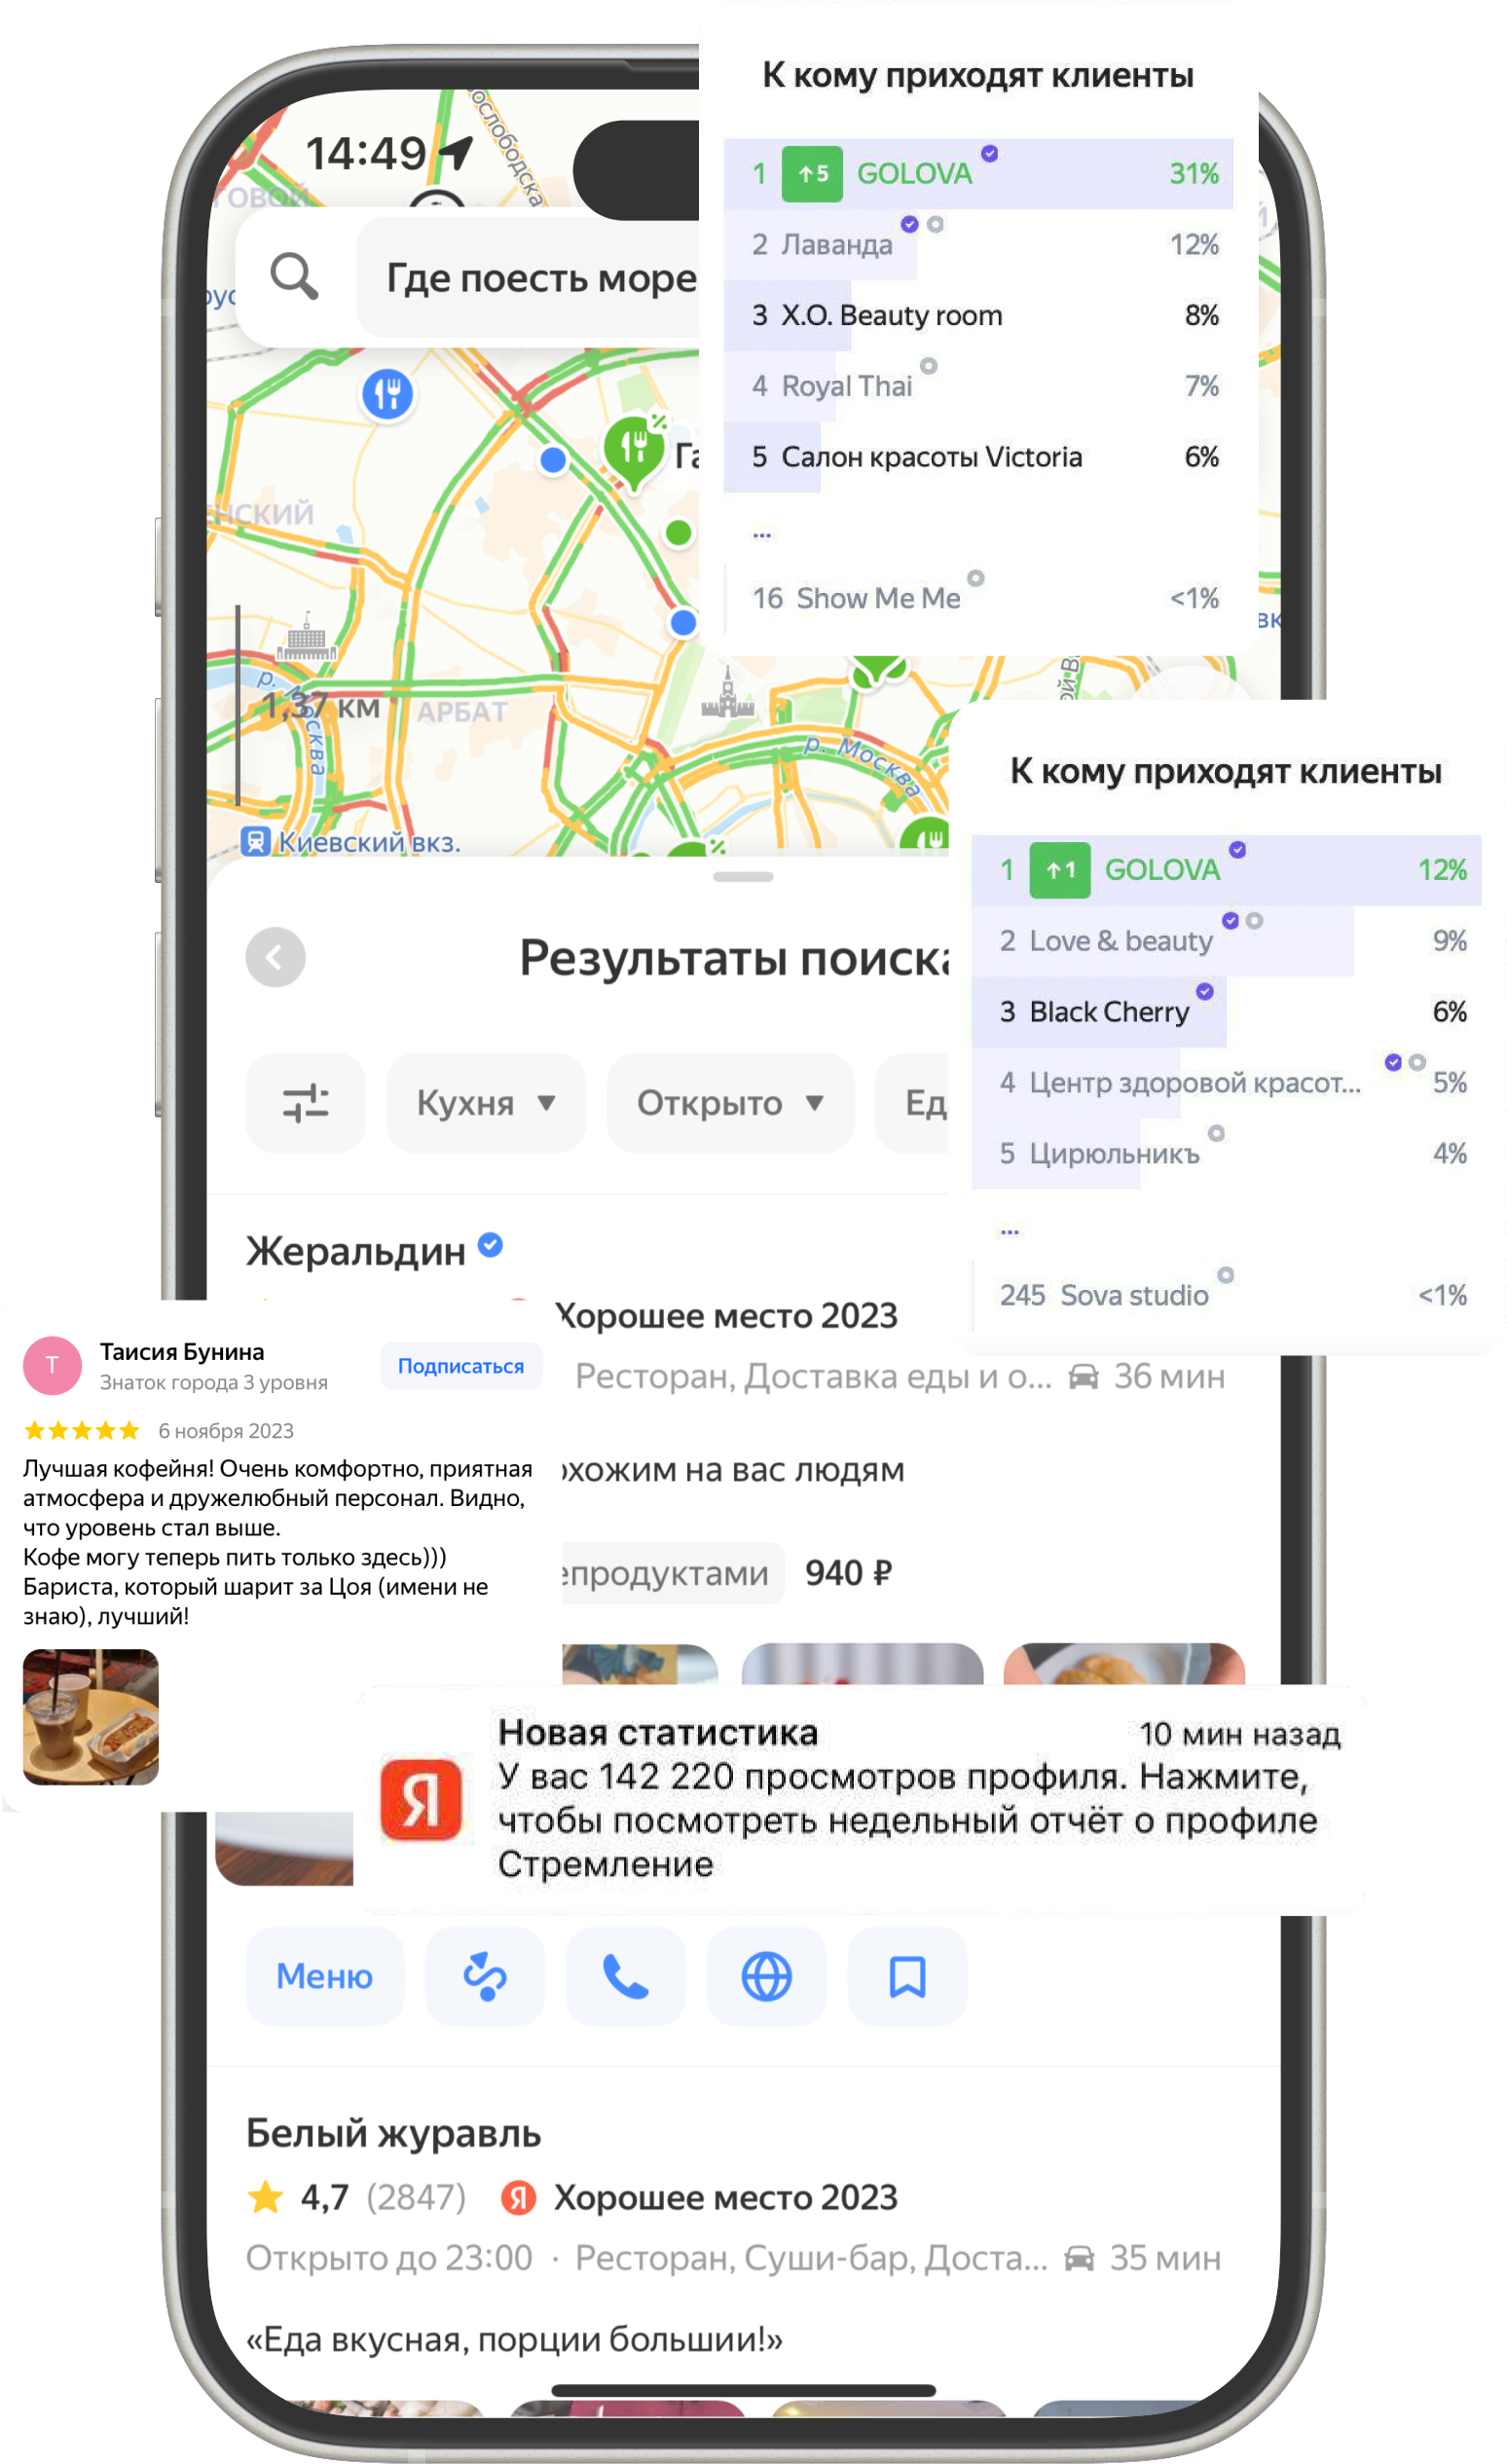 14:49
Где поесть море
АРБАТ
1,37 км
р. Москва
р. Москва
Киевский вкз.
К кому приходят клиенты
1 ↑5 GOLOVA 31%
2 Лаванда 12%
3 X.O. Beauty room 8%
4 Royal Thai 7%
5 Салон красоты Victoria 6%
...
16 Show Me Me <1%
К кому приходят клиенты
1 ↑1 GOLOVA 12%
2 Love & beauty 9%
3 Black Cherry 6%
4 Центр здоровой красот... 5%
5 Цирюльникъ 4%
...
245 Sova studio <1%
Результаты поиска
Кухня Открыто Ед
Жеральдин
Хорошее место 2023
Ресторан, Доставка еды и о... 36 мин
охожим на вас людям
епродуктами 940 ₽
Т
Таисия Бунина
Знаток города 3 уровня
Подписаться
6 ноября 2023
Лучшая кофейня! Очень комфортно, приятная
атмосфера и дружелюбный персонал. Видно,
что уровень стал выше.
Кофе могу теперь пить только здесь)))
Бариста, который шарит за Цоя (имени не
знаю), лучший!
Я
Новая статистика 10 мин назад
У вас 142 220 просмотров профиля. Нажмите,
чтобы посмотреть недельный отчёт о профиле
Стремление
Меню
Белый журавль
4,7 (2847) Я Хорошее место 2023
Открыто до 23:00 · Ресторан, Суши-бар, Доста... 35 мин
«Еда вкусная, порции большии!»